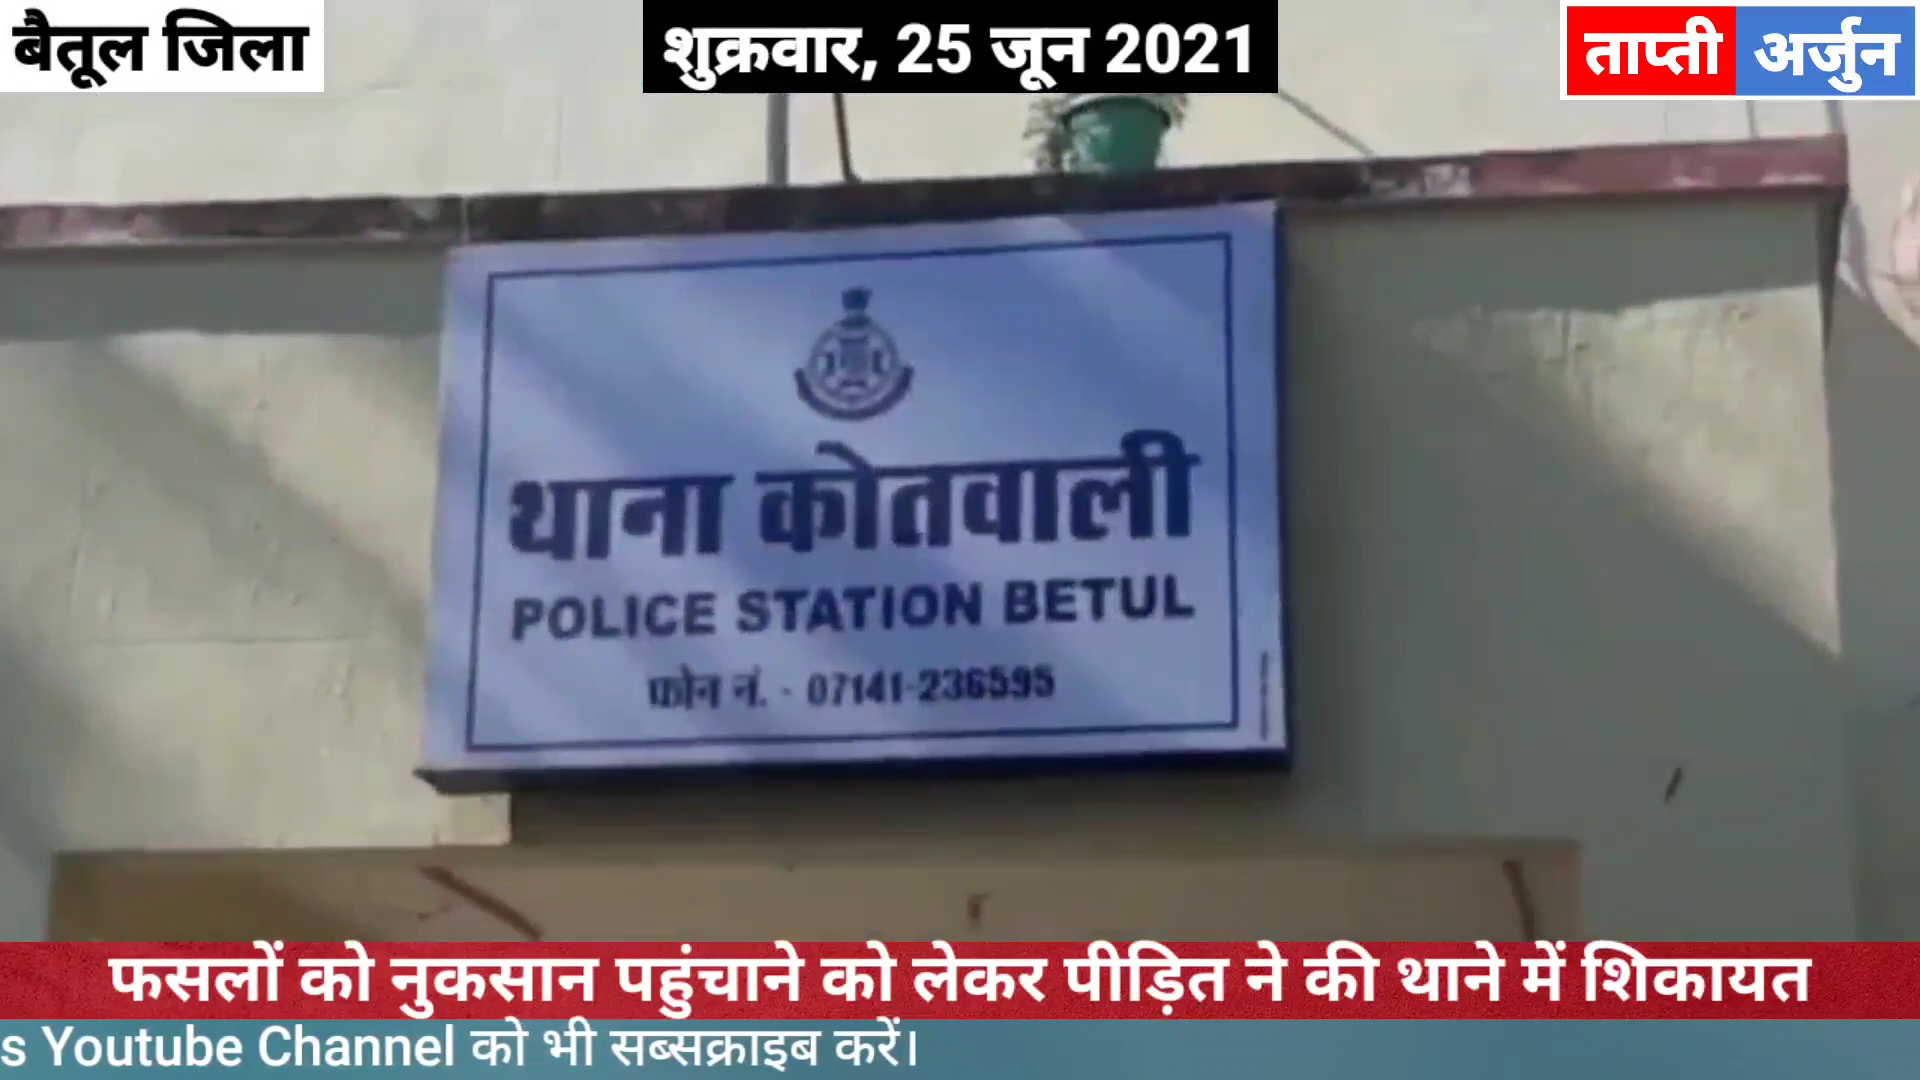 बैतूल जिला
शुक्रवार, 25 जून 2021
ताप्ती अर्जुन
थाना कोतवाली
POLICE STATION BETUL
फोन नं. - 07141-236595
फसलों को नुकसान पहुंचाने को लेकर पीड़ित ने की थाने में शिकायत
s Youtube Channel को भी सब्सक्राइब करें।